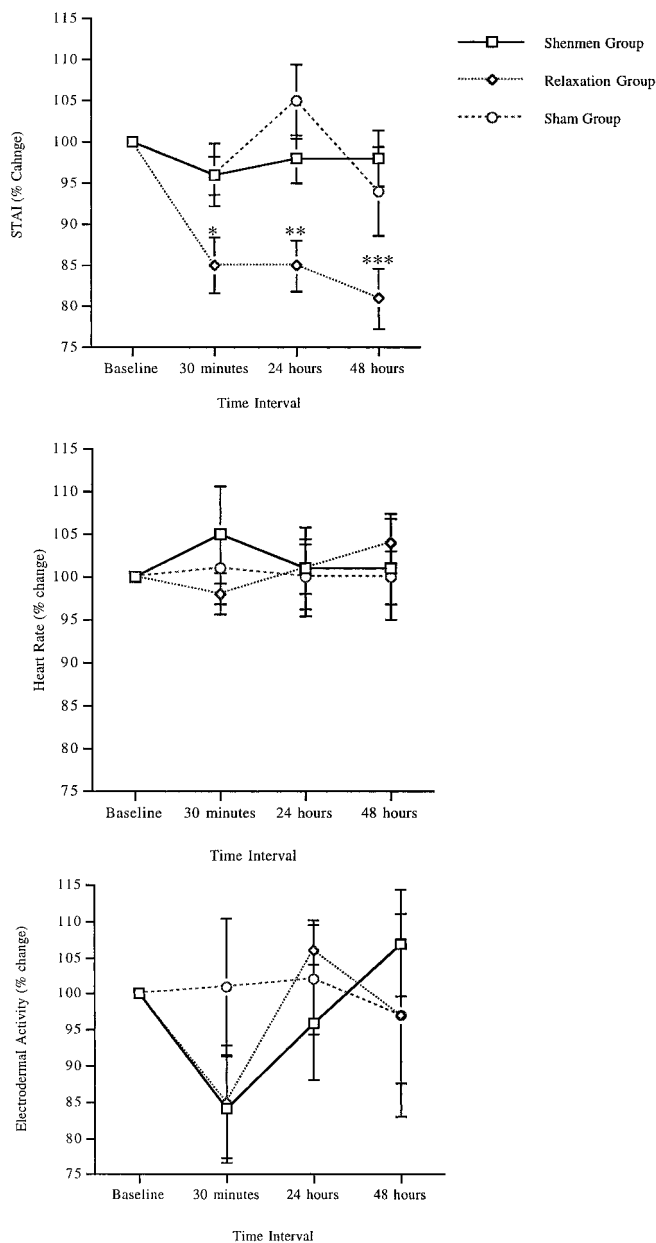 115
110
105
100
95
90
85
80
75
STAI (% Cahnge)
*
**
***
Baseline
30 minutes
24 hours
48 hours
Time Interval
Shenmen Group
Relaxation Group
Sham Group
115
110
105
100
95
90
85
80
75
Heart Rate (% change)
Baseline
30 minutes
24 hours
48 hours
Time Interval
115
110
105
100
95
90
85
80
75
Electrodermal Activity (% change)
Baseline
30 minutes
24 hours
48 hours
Time Interval